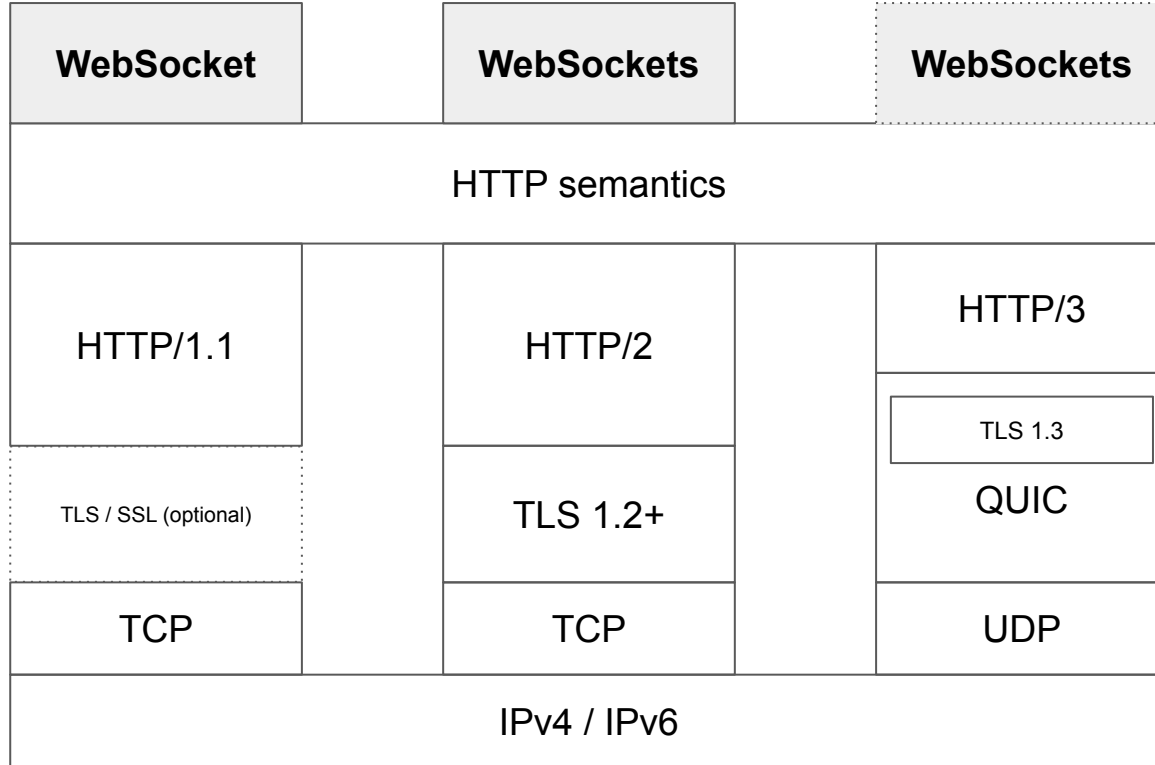 WebSocket
WebSockets
WebSockets
HTTP semantics
HTTP/1.1
HTTP/2
HTTP/3
TLS 1.3
TLS / SSL (optional)
TLS 1.2+
QUIC
TCP
TCP
UDP
IPv4 / IPv6